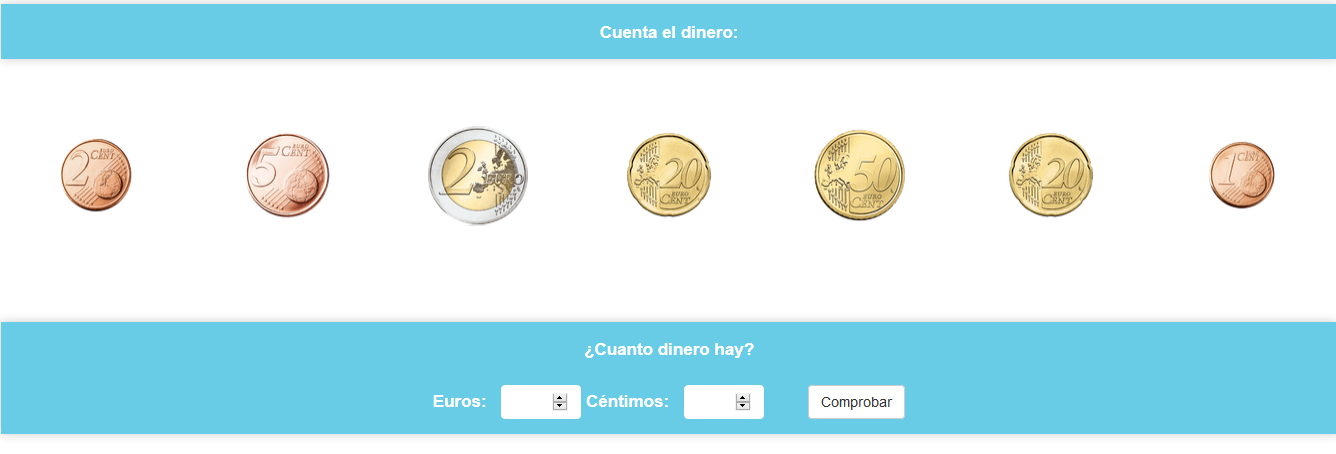 Cuenta el dinero:
2 EURO CENT
5 EURO CENT
2 EURO
20 EURO CENT
50 EURO CENT
20 EURO CENT
1 EURO CENT
¿Cuanto dinero hay?
Euros: Céntimos: Comprobar